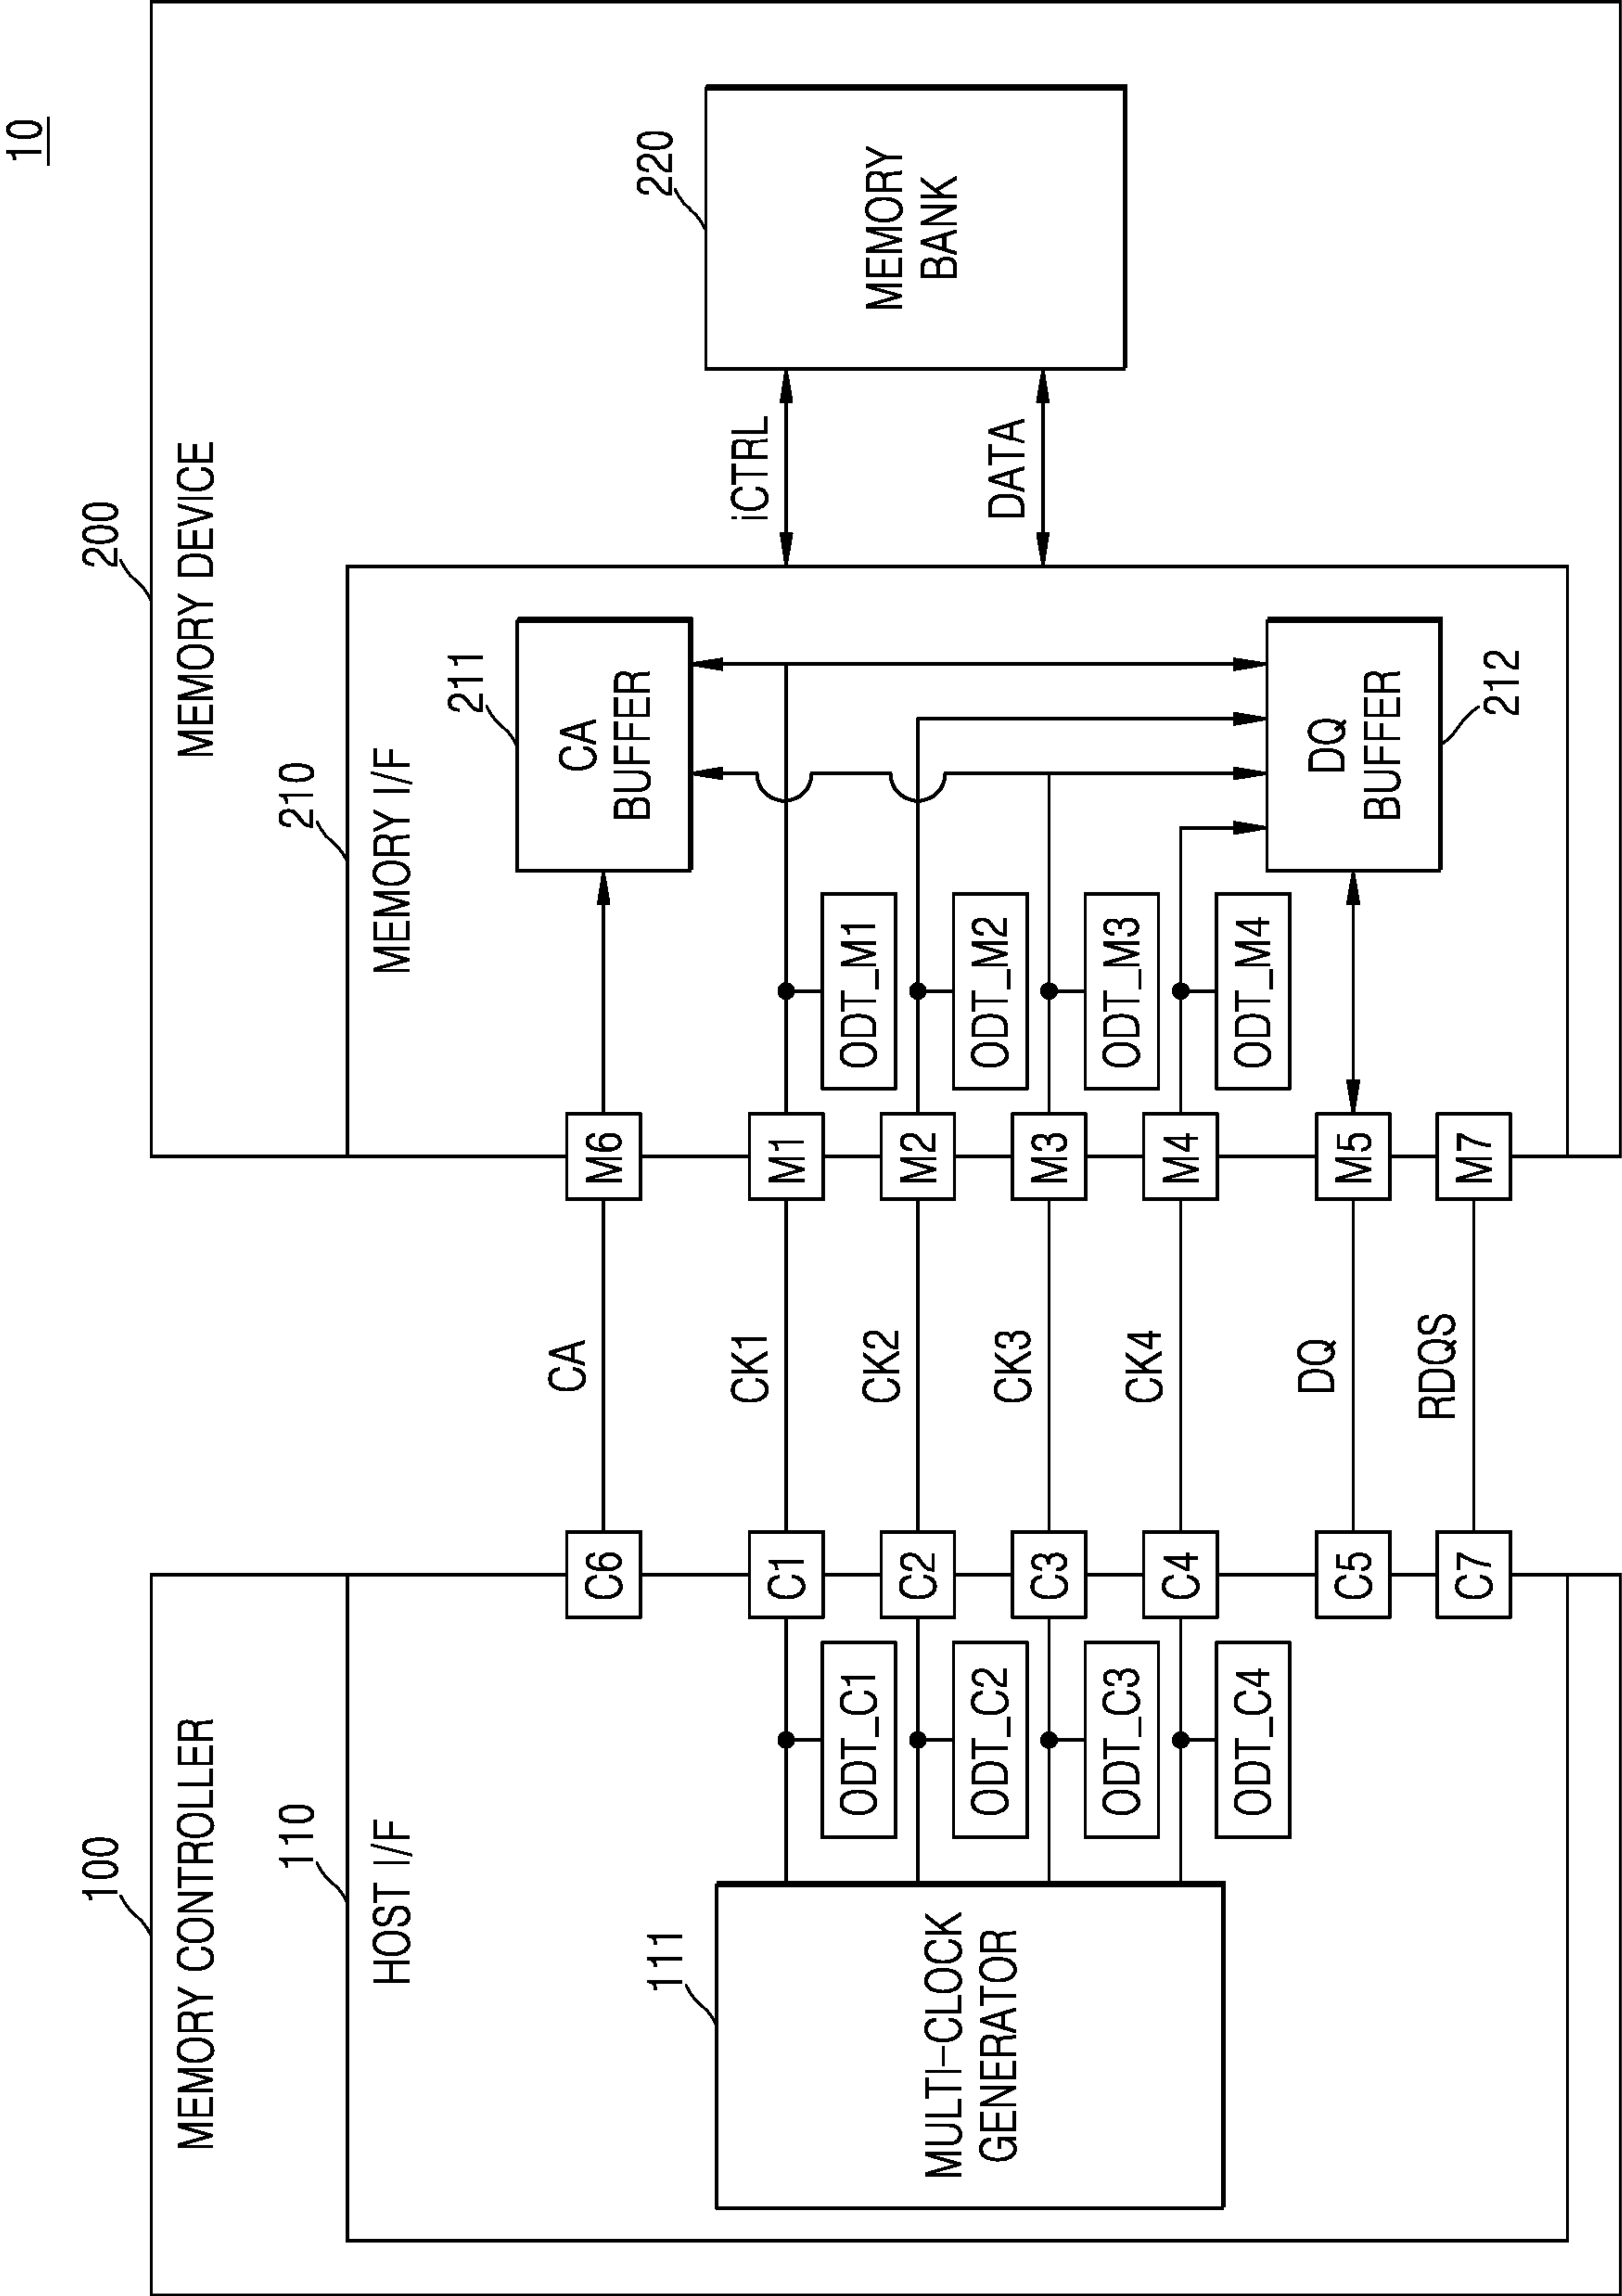 10
100
MEMORY CONTROLLER
110
HOST I/F
111
MULTI-CLOCK
GENERATOR
ODT_C1
ODT_C2
ODT_C3
ODT_C4
C6
C1
C2
C3
C4
C5
C7
CA
CK1
CK2
CK3
CK4
DQ
RDQS
200
MEMORY DEVICE
210
MEMORY I/F
M6
M1
M2
M3
M4
M5
M7
ODT_M1
ODT_M2
ODT_M3
ODT_M4
211
CA
BUFFER
DQ
BUFFER
212
iCTRL
DATA
220
MEMORY
BANK